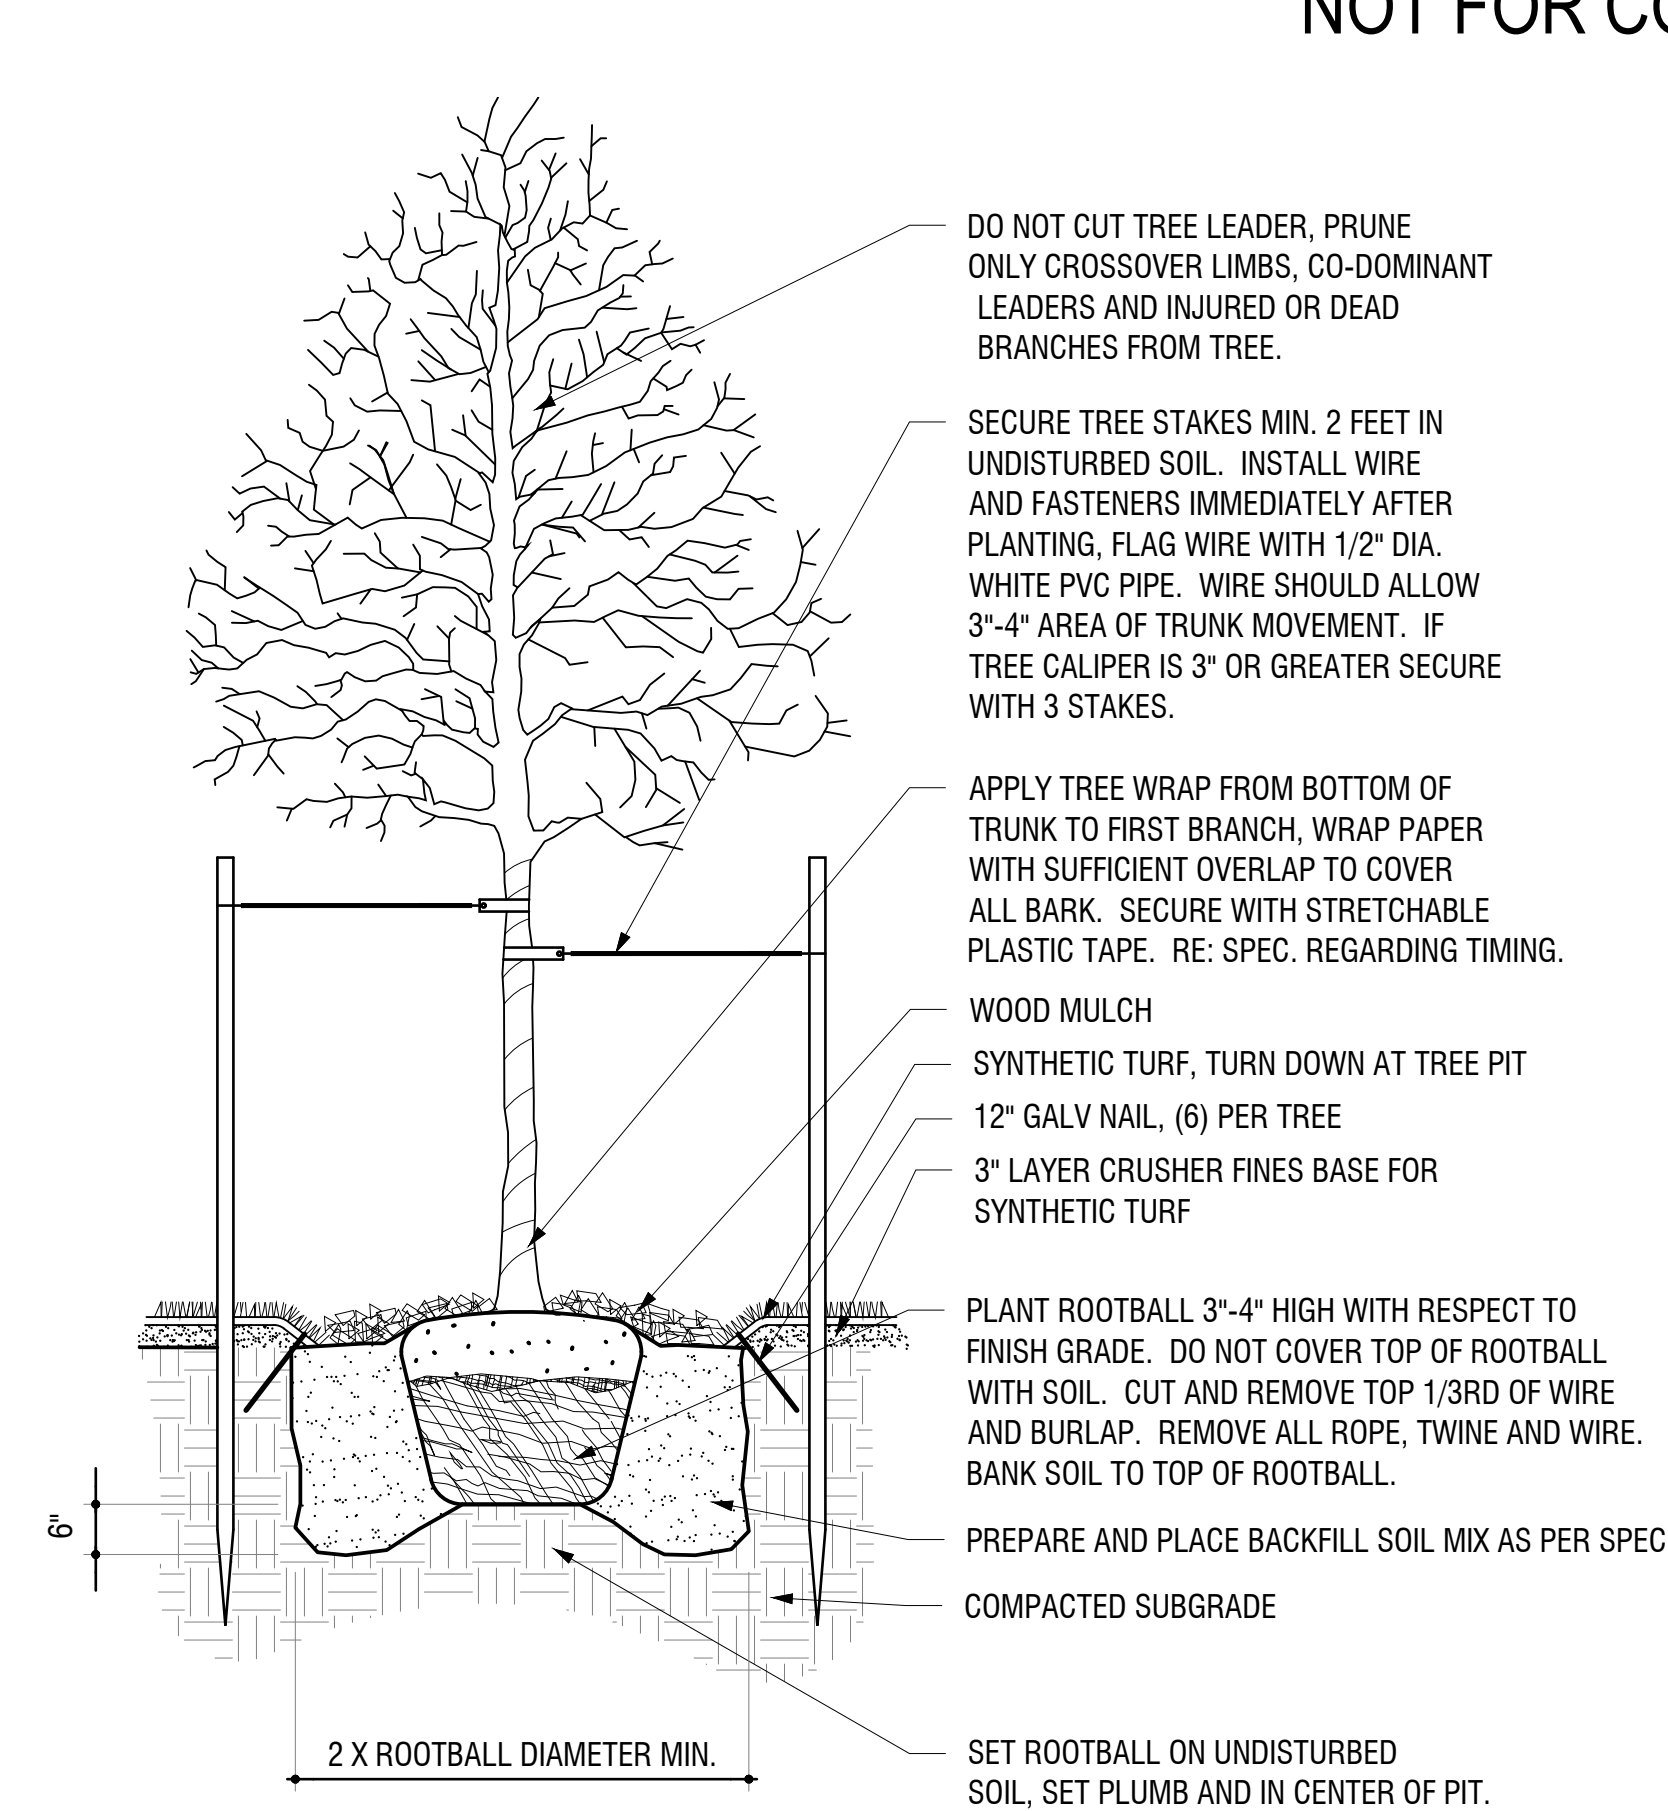 NOT FOR CO
DO NOT CUT TREE LEADER, PRUNE
ONLY CROSSOVER LIMBS, CO-DOMINANT
LEADERS AND INJURED OR DEAD
BRANCHES FROM TREE.
SECURE TREE STAKES MIN. 2 FEET IN
UNDISTURBED SOIL. INSTALL WIRE
AND FASTENERS IMMEDIATELY AFTER
PLANTING, FLAG WIRE WITH 1/2" DIA.
WHITE PVC PIPE. WIRE SHOULD ALLOW
3"-4" AREA OF TRUNK MOVEMENT. IF
TREE CALIPER IS 3" OR GREATER SECURE
WITH 3 STAKES.
APPLY TREE WRAP FROM BOTTOM OF
TRUNK TO FIRST BRANCH, WRAP PAPER
WITH SUFFICIENT OVERLAP TO COVER
ALL BARK. SECURE WITH STRETCHABLE
PLASTIC TAPE. RE: SPEC. REGARDING TIMING.
WOOD MULCH
SYNTHETIC TURF, TURN DOWN AT TREE PIT
12" GALV NAIL, (6) PER TREE
3" LAYER CRUSHER FINES BASE FOR
SYNTHETIC TURF
PLANT ROOTBALL 3"-4" HIGH WITH RESPECT TO
FINISH GRADE. DO NOT COVER TOP OF ROOTBALL
WITH SOIL. CUT AND REMOVE TOP 1/3RD OF WIRE
AND BURLAP. REMOVE ALL ROPE, TWINE AND WIRE.
BANK SOIL TO TOP OF ROOTBALL.
6"
PREPARE AND PLACE BACKFILL SOIL MIX AS PER SPEC
COMPACTED SUBGRADE
2 X ROOTBALL DIAMETER MIN.
SET ROOTBALL ON UNDISTURBED
SOIL, SET PLUMB AND IN CENTER OF PIT.